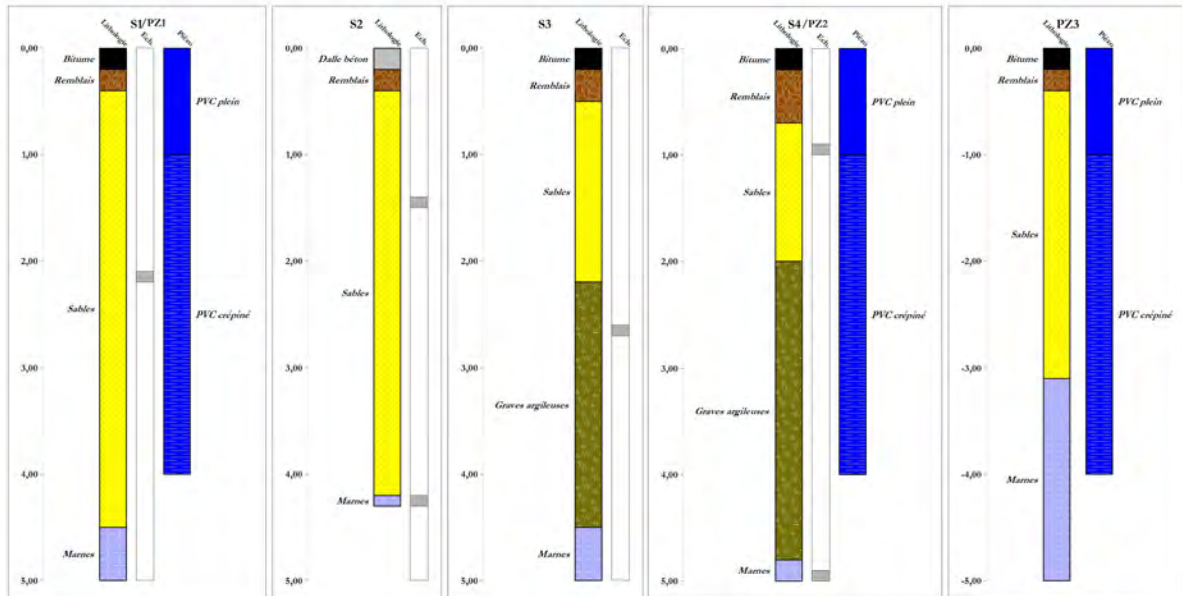 S1/PZ1
Lithologie
Ech.
Piézo
0,00
1,00
2,00
3,00
4,00
5,00
Bitume
Remblais
Sables
Marnes
PVC plein
PVC crépiné
S2
Lithologie
Ech.
0,00
1,00
2,00
3,00
4,00
5,00
Dalle béton
Remblais
Sables
Marnes
S3
Lithologie
Ech.
0,00
1,00
2,00
3,00
4,00
5,00
Bitume
Remblais
Sables
Graves argileuses
Marnes
S4/PZ2
Lithologie
Ech.
Piézo
0,00
1,00
2,00
3,00
4,00
5,00
Bitume
Remblais
Sables
Graves argileuses
Marnes
PVC plein
PVC crépiné
PZ3
Lithologie
Piézo
0,00
-1,00
-2,00
-3,00
-4,00
-5,00
Bitume
Remblais
Sables
Marnes
PVC plein
PVC crépiné